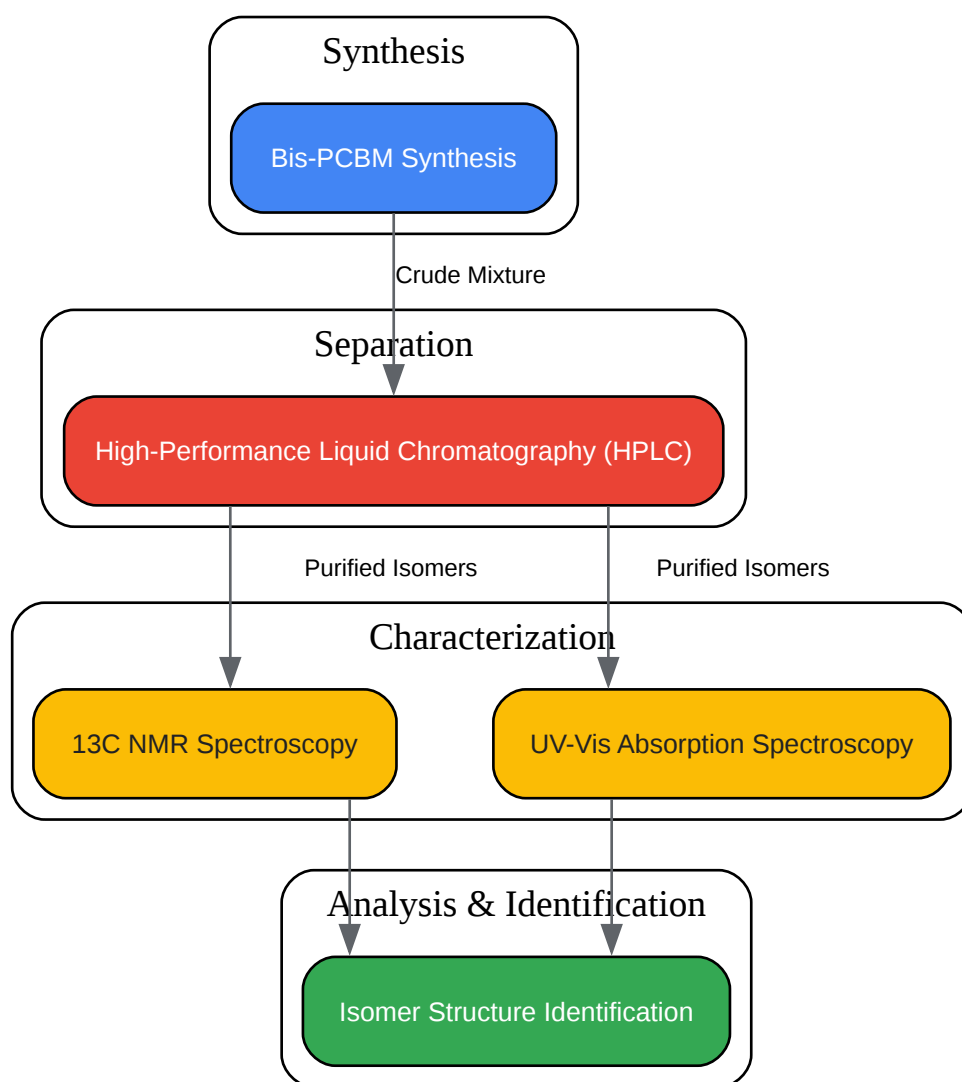 Synthesis
Bis-PCBM Synthesis
Crude Mixture
Separation
High-Performance Liquid Chromatography (HPLC)
Purified Isomers
Purified Isomers
Characterization
13C NMR Spectroscopy
UV-Vis Absorption Spectroscopy
Analysis & Identification
Isomer Structure Identification